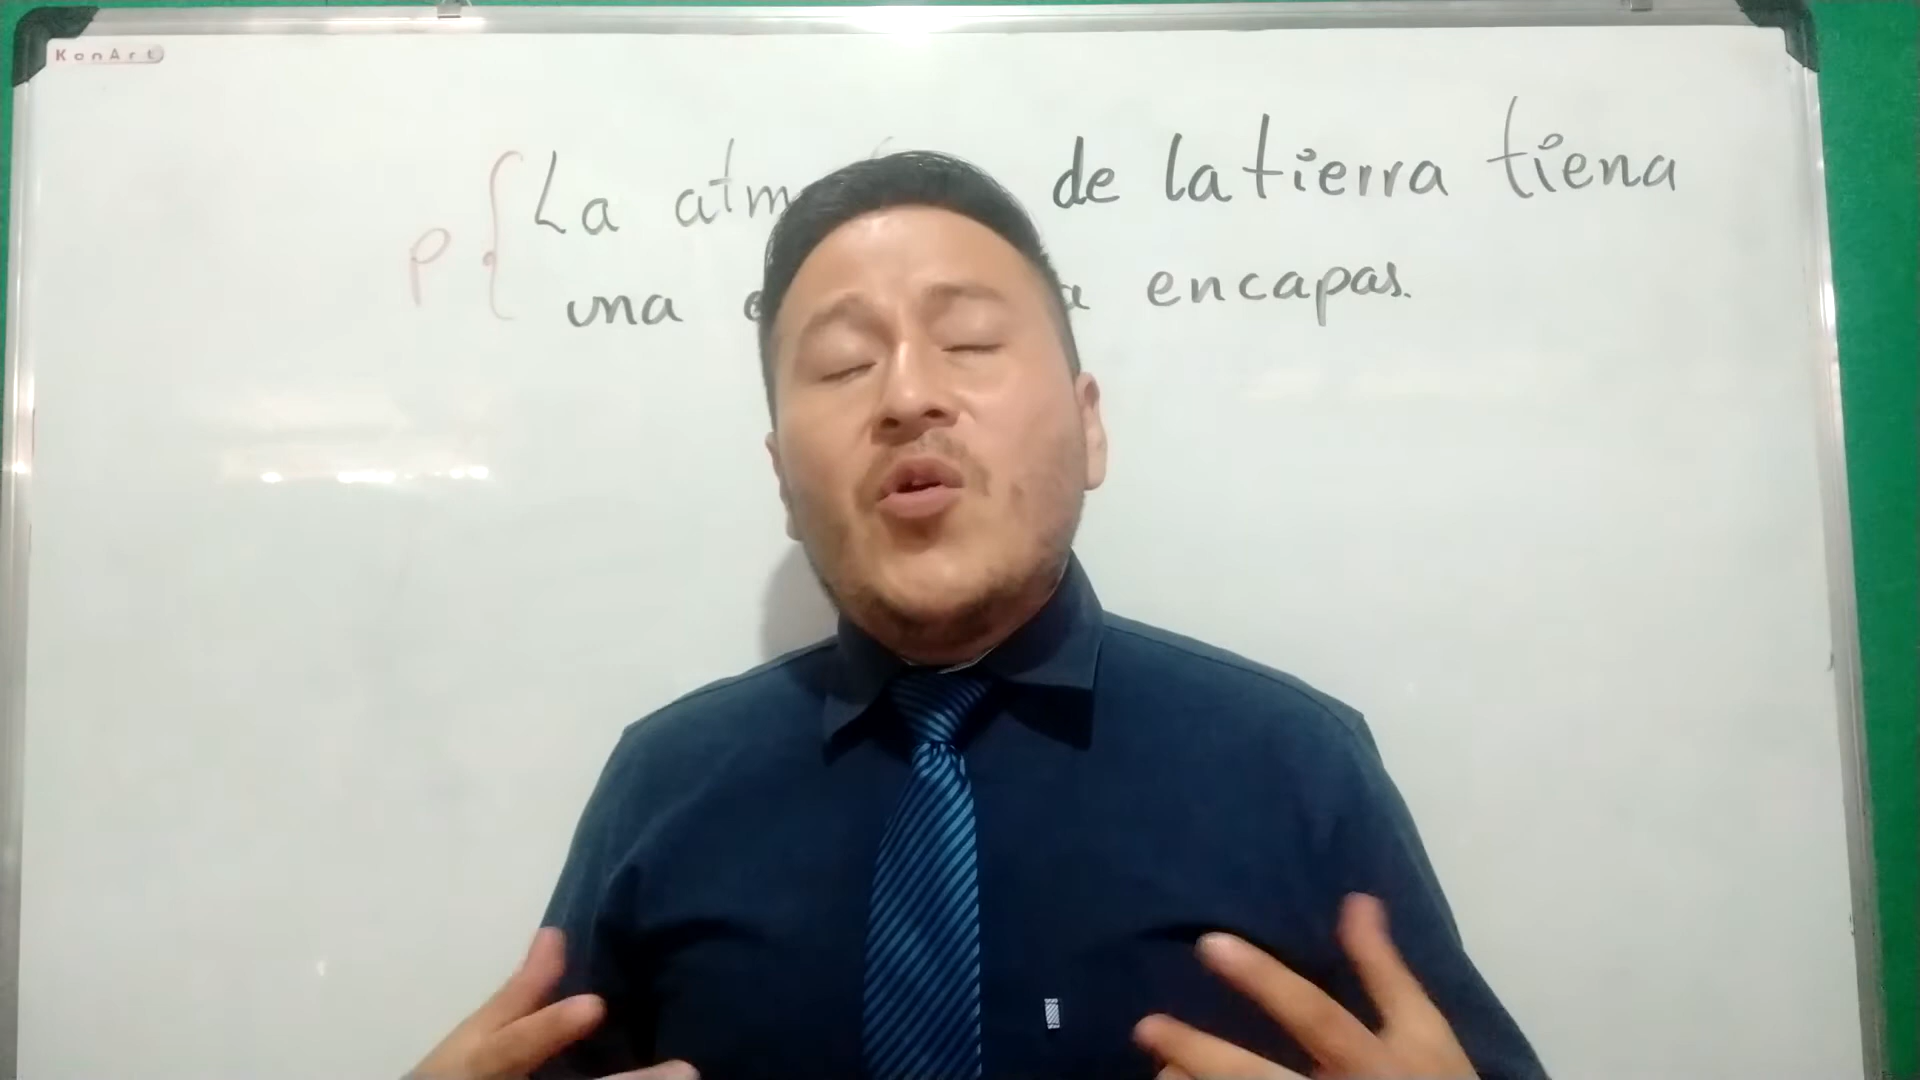 KonArt
P { La atm de la tierra tiena
una a encapas.